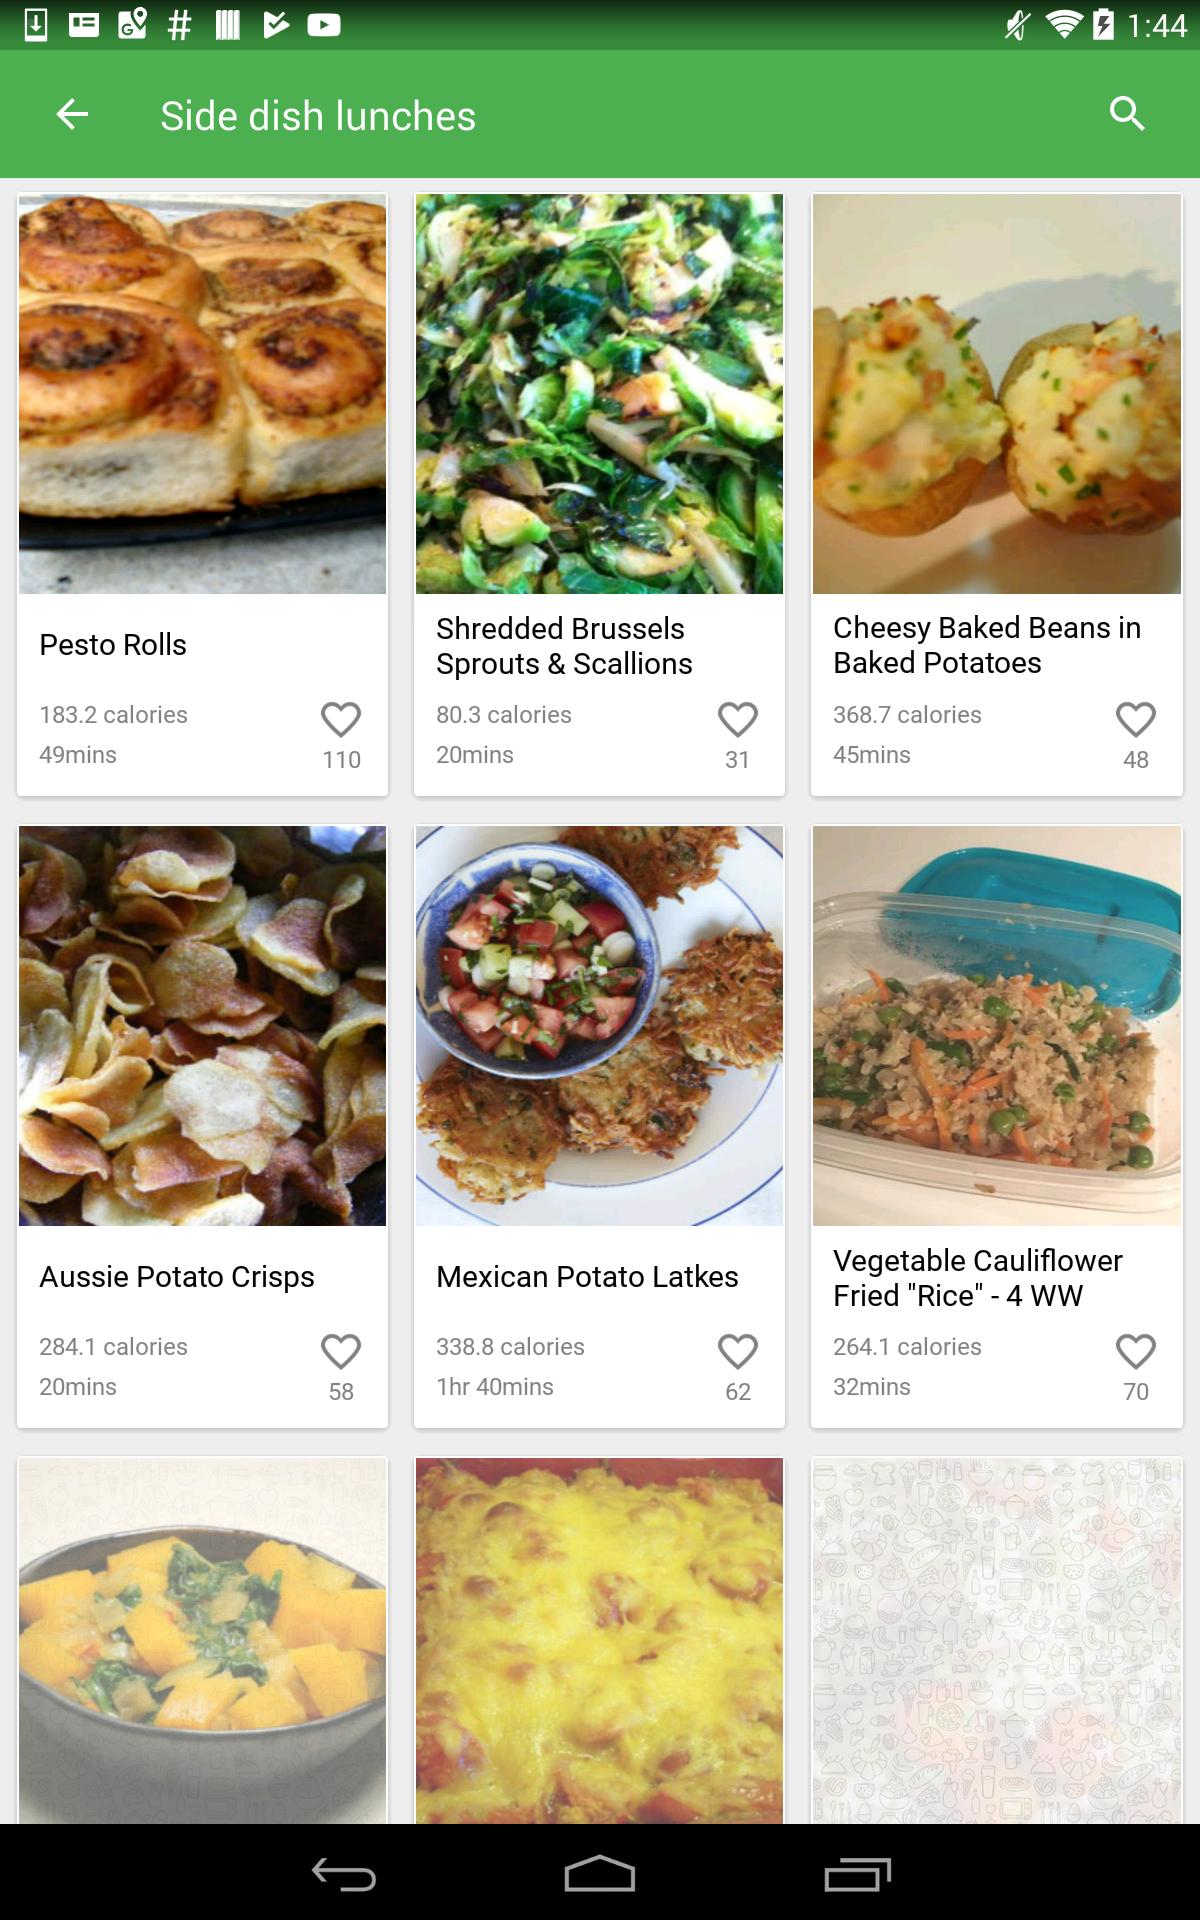 1:44
Side dish lunches
Pesto Rolls
183.2 calories
49mins
110
Shredded Brussels
Sprouts & Scallions
80.3 calories
20mins
31
Cheesy Baked Beans in
Baked Potatoes
368.7 calories
45mins
48
Aussie Potato Crisps
284.1 calories
20mins
58
Mexican Potato Latkes
338.8 calories
1hr 40mins
62
Vegetable Cauliflower
Fried "Rice" - 4 WW
264.1 calories
32mins
70